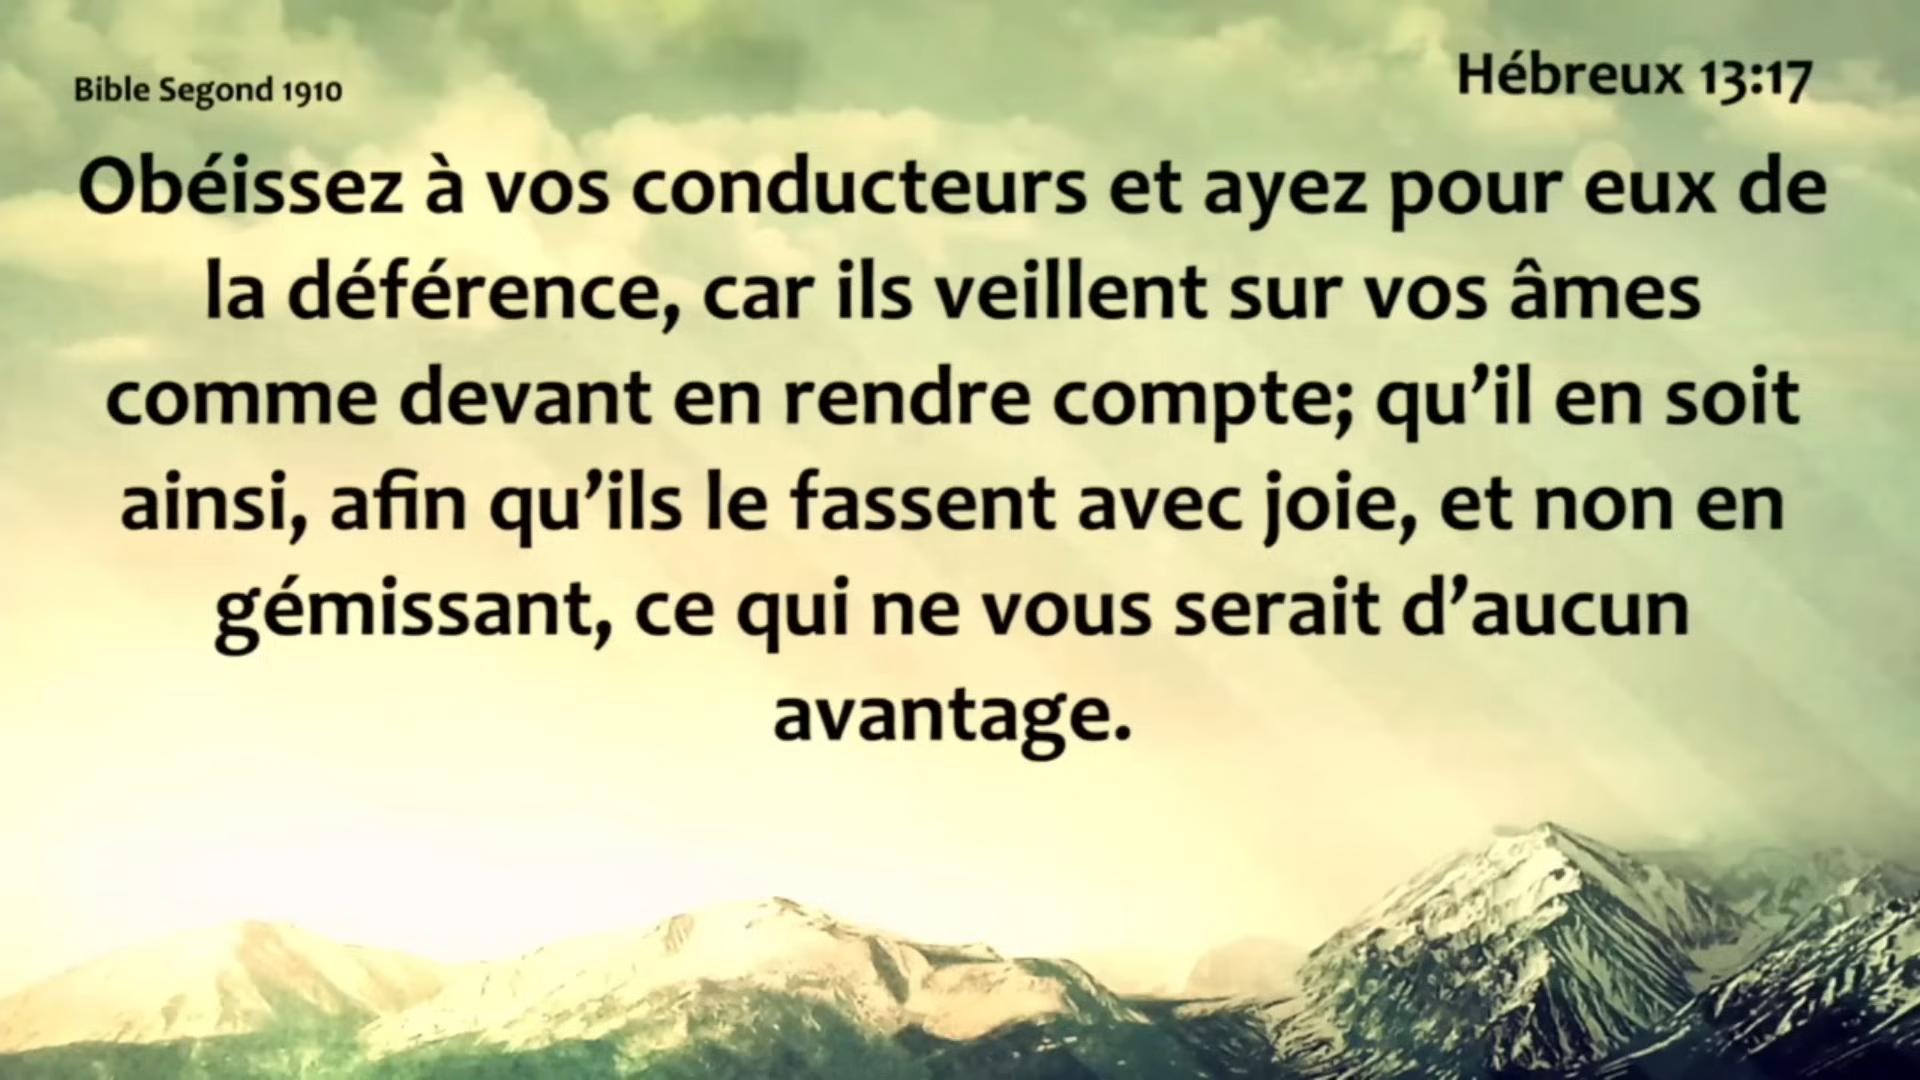 Bible Segond 1910
Hébreux 13:17
Obéissez à vos conducteurs et ayez pour eux de
la déférence, car ils veillent sur vos âmes
comme devant en rendre compte; qu’il en soit
ainsi, afin qu’ils le fassent avec joie, et non en
gémissant, ce qui ne vous serait d’aucun
avantage.